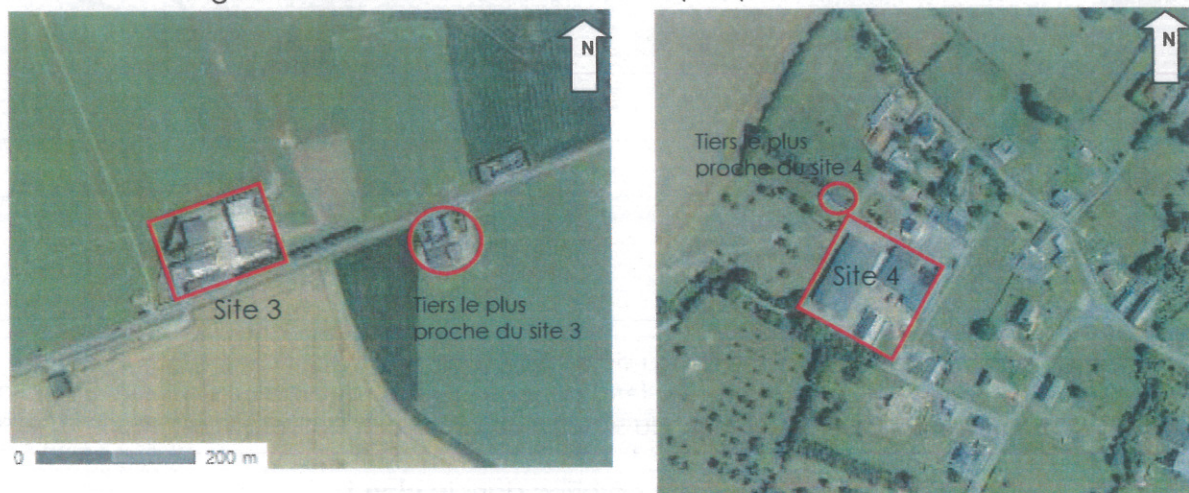 N
Site 3
Tiers le plus
proche du site 3
0 200 m
N
Tiers le plus
proche du site 4
Site 4